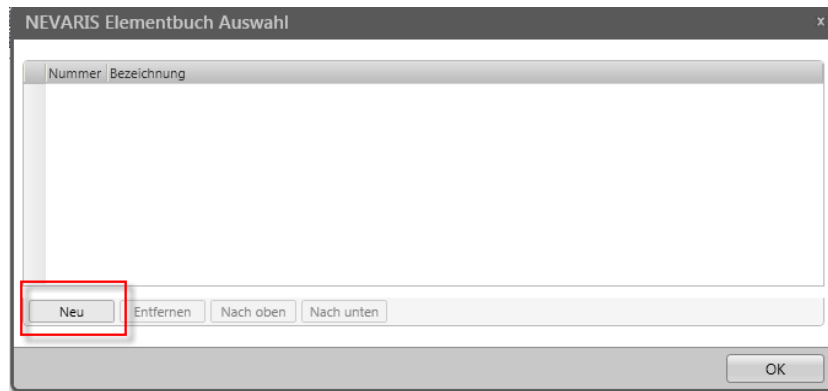 NEVARIS Elementbuch Auswahl x
Nummer Bezeichnung
Neu Entfernen Nach oben Nach unten
OK